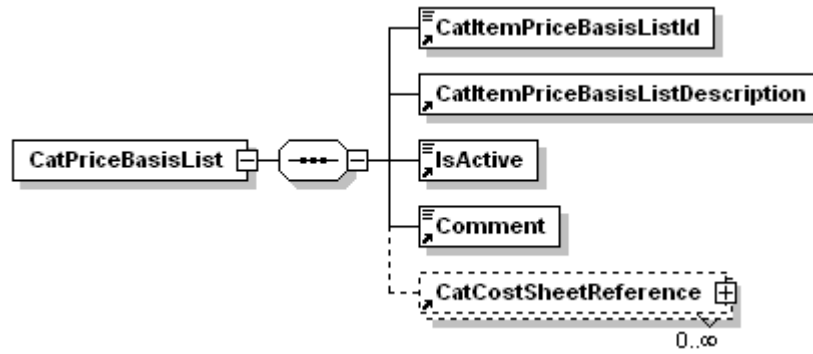 CatItemPriceBasisListId
CatItemPriceBasisListDescription
CatPriceBasisList
IsActive
Comment
CatCostSheetReference
0..∞